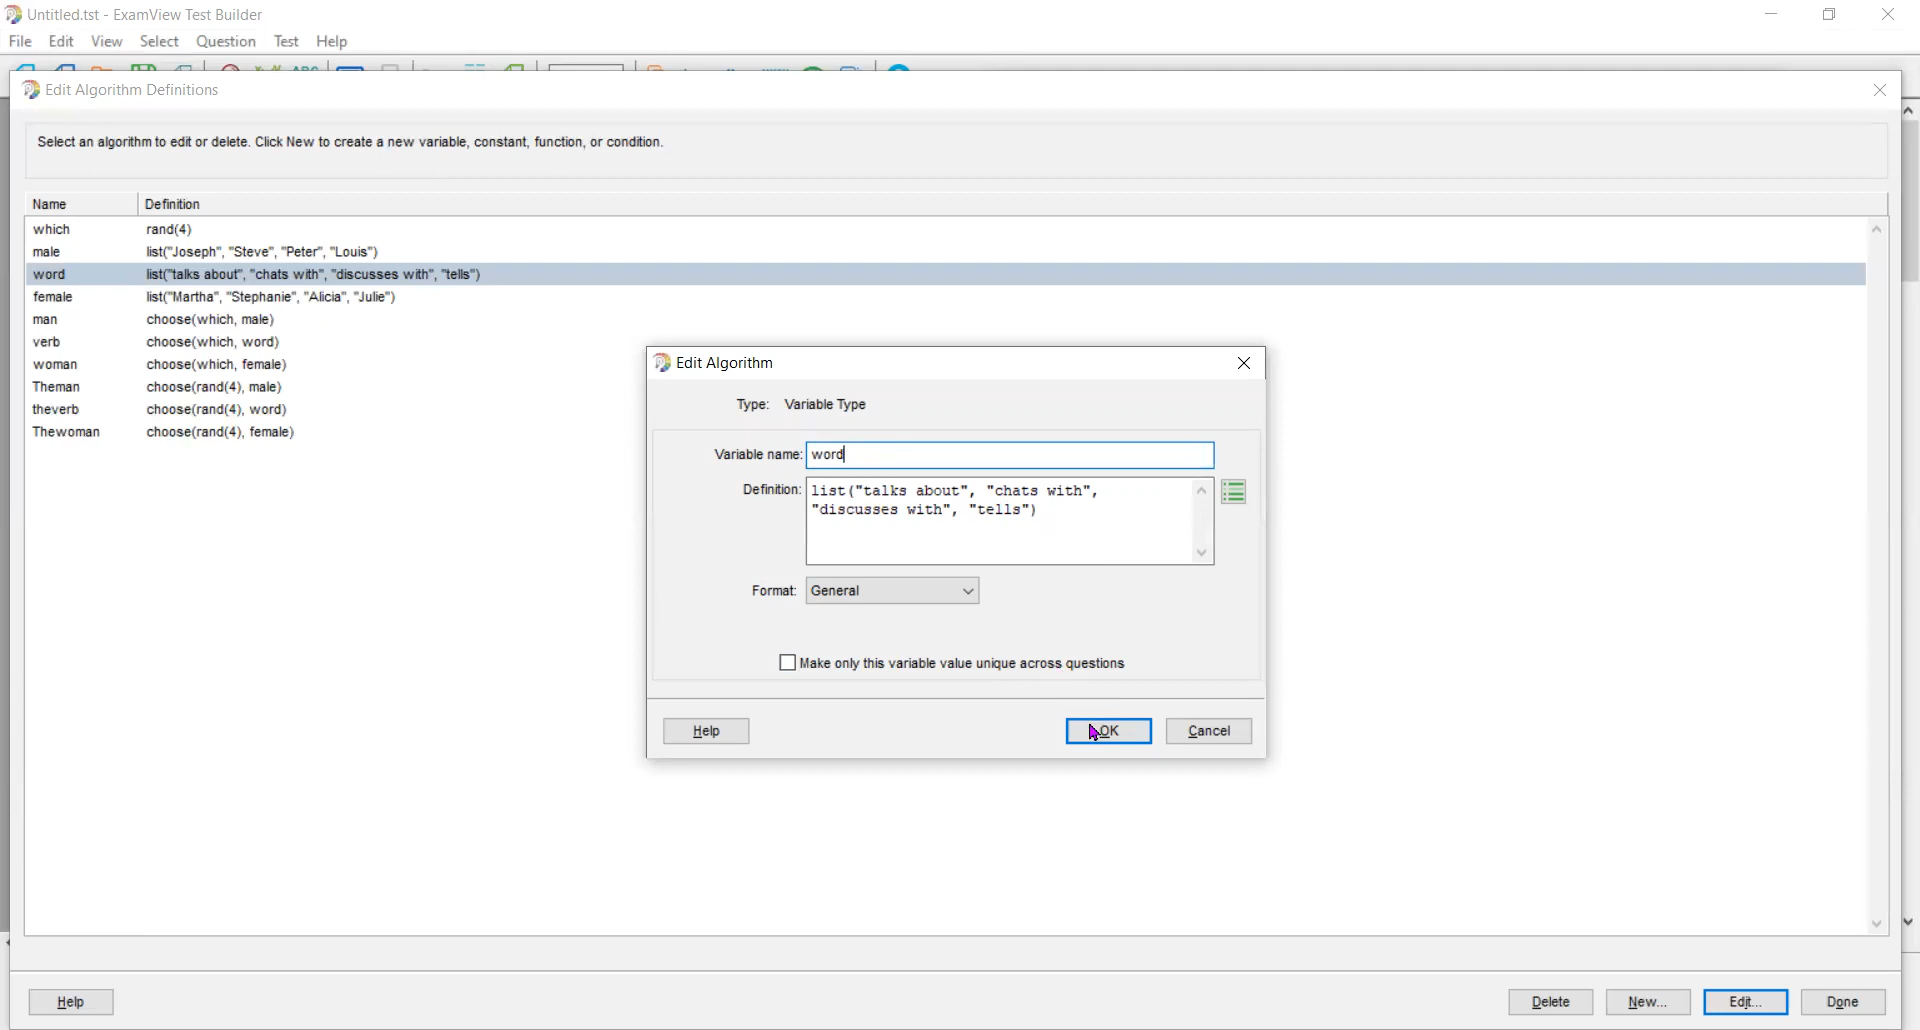 Untitled.tst - ExamView Test Builder
File Edit View Select Question Test Help
Edit Algorithm Definitions
Select an algorithm to edit or delete. Click New to create a new variable, constant, function, or condition.
Name Definition
which rand(4)
male list("Joseph", "Steve", "Peter", "Louis")
word list("talks about", "chats with", "discusses with", "tells")
female list("Martha", "Stephanie", "Alicia", "Julie")
man choose(which, male)
verb choose(which, word)
woman choose(which, female)
Theman choose(rand(4), male)
theverb choose(rand(4), word)
Thewoman choose(rand(4), female)
Edit Algorithm
Type: Variable Type
Variable name: word
Definition: list("talks about", "chats with",
"discusses with", "tells")
Format: General
Make only this variable value unique across questions
Help OK Cancel
Help Delete New... Edit... Done